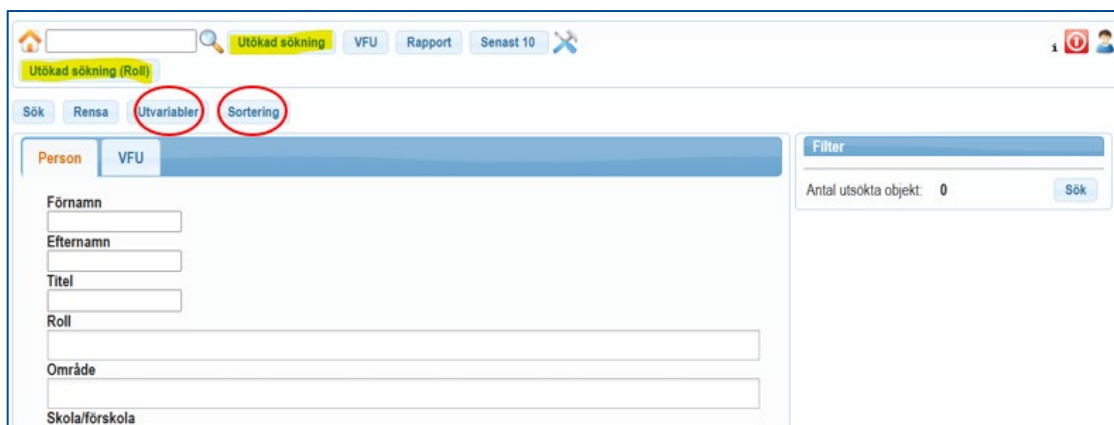 Utökad sökning VFU Rapport Senast 10 i
Utökad sökning (Roll)
Sök Rensa Utvariabler Sortering
Person VFU
Filter
Antal utsökta objekt: 0 Sök
Förnamn
Efternamn
Titel
Roll
Område
Skola/förskola